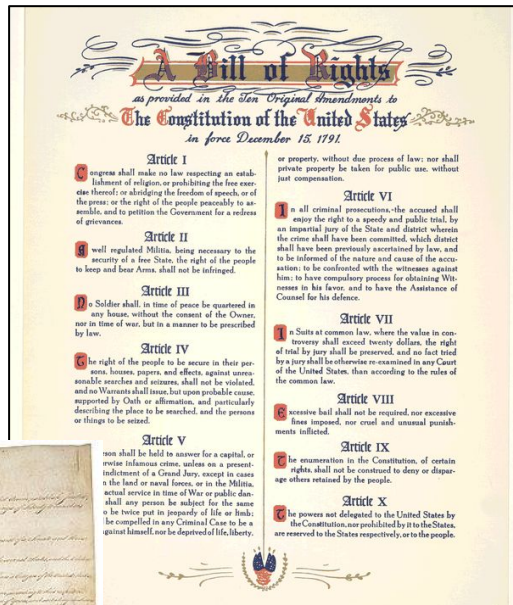 A Bill of Rights
as provided in the Ten Original Amendments to
The Constitution of the United States
in force December 15, 1791.
Article I
Congress shall make no law respecting an estab-
lishment of religion, or prohibiting the free exer-
cise thereof; or abridging the freedom of speech, or of
the press; or the right of the people peaceably to as-
semble, and to petition the Government for a redress
of grievances.
Article II
A well regulated Militia, being necessary to the
security of a free State, the right of the people
to keep and bear Arms, shall not be infringed.
Article III
No Soldier shall, in time of peace be quartered in
any house, without the consent of the Owner,
nor in time of war, but in a manner to be prescribed
by law.
Article IV
The right of the people to be secure in their per-
sons, houses, papers, and effects, against unrea-
sonable searches and seizures, shall not be violated,
and no Warrants shall issue, but upon probable cause,
supported by Oath or affirmation, and particularly
describing the place to be searched, and the persons
or things to be seized.
Article V
shall be held to answer for a capital, or
infamous crime, unless on a present-
indictment of a Grand Jury, except in cases
in the land or naval forces, or in the Militia,
actual service in time of War or public dan-
shall any person be subject for the same
to be twice put in jeopardy of life or limb;
be compelled in any Criminal Case to be a
against himself, nor be deprived of life, liberty,
or property, without due process of law; nor shall
private property be taken for public use, without
just compensation.
Article VI
In all criminal prosecutions, the accused shall
enjoy the right to a speedy and public trial, by
an impartial jury of the State and district wherein
the crime shall have been committed, which district
shall have been previously ascertained by law, and
to be informed of the nature and cause of the accu-
sation; to be confronted with the witnesses against
him; to have compulsory process for obtaining Wit-
nesses in his favor, and to have the Assistance of
Counsel for his defence.
Article VII
In Suits at common law, where the value in con-
troversy shall exceed twenty dollars, the right
of trial by jury shall be preserved, and no fact tried
by a jury shall be otherwise re-examined in any Court
of the United States, than according to the rules of
the common law.
Article VIII
Excessive bail shall not be required, nor excessive
fines imposed, nor cruel and unusual punish-
ments inflicted.
Article IX
The enumeration in the Constitution, of certain
rights, shall not be construed to deny or dispar-
age others retained by the people.
Article X
The powers not delegated to the United States by
the Constitution, nor prohibited by it to the States,
are reserved to the States respectively, or to the people.